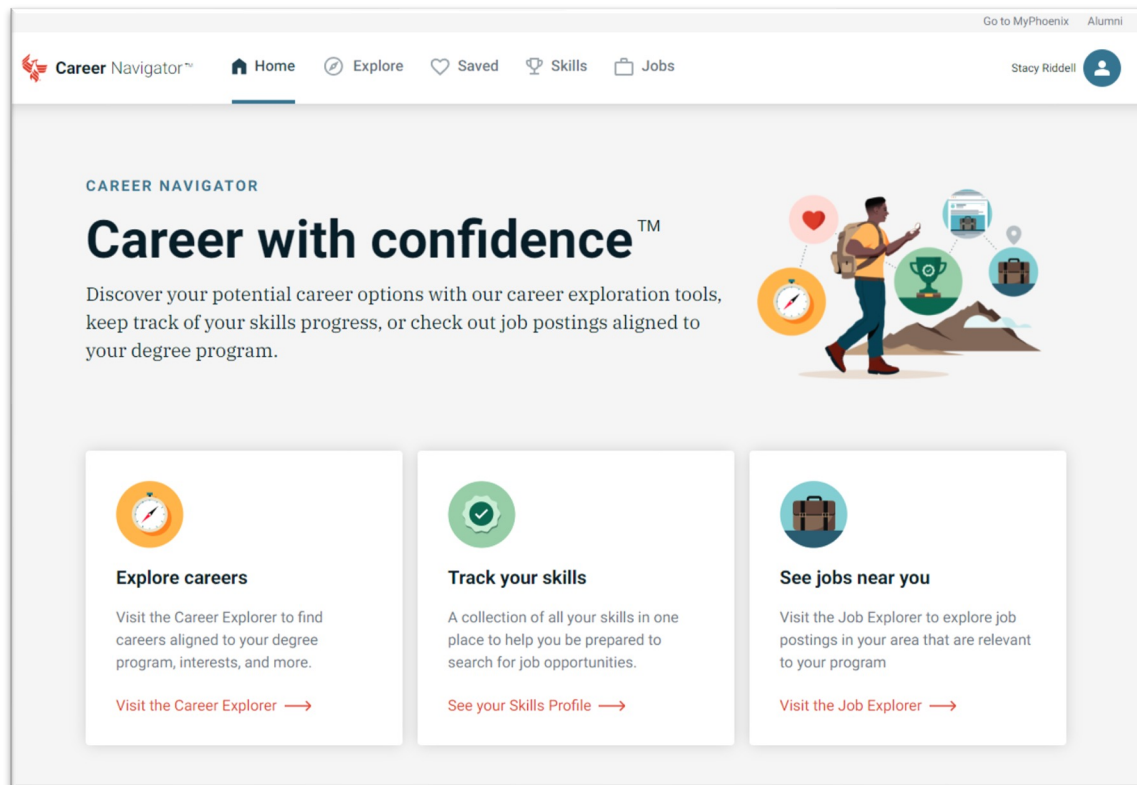 Go to MyPhoenix Alumni
Career Navigator™ Home Explore Saved Skills Jobs Stacy Riddell
CAREER NAVIGATOR
Career with confidence™
Discover your potential career options with our career exploration tools,
keep track of your skills progress, or check out job postings aligned to
your degree program.
Explore careers
Visit the Career Explorer to find
careers aligned to your degree
program, interests, and more.
Visit the Career Explorer
Track your skills
A collection of all your skills in one
place to help you be prepared to
search for job opportunities.
See your Skills Profile
See jobs near you
Visit the Job Explorer to explore job
postings in your area that are relevant
to your program
Visit the Job Explorer